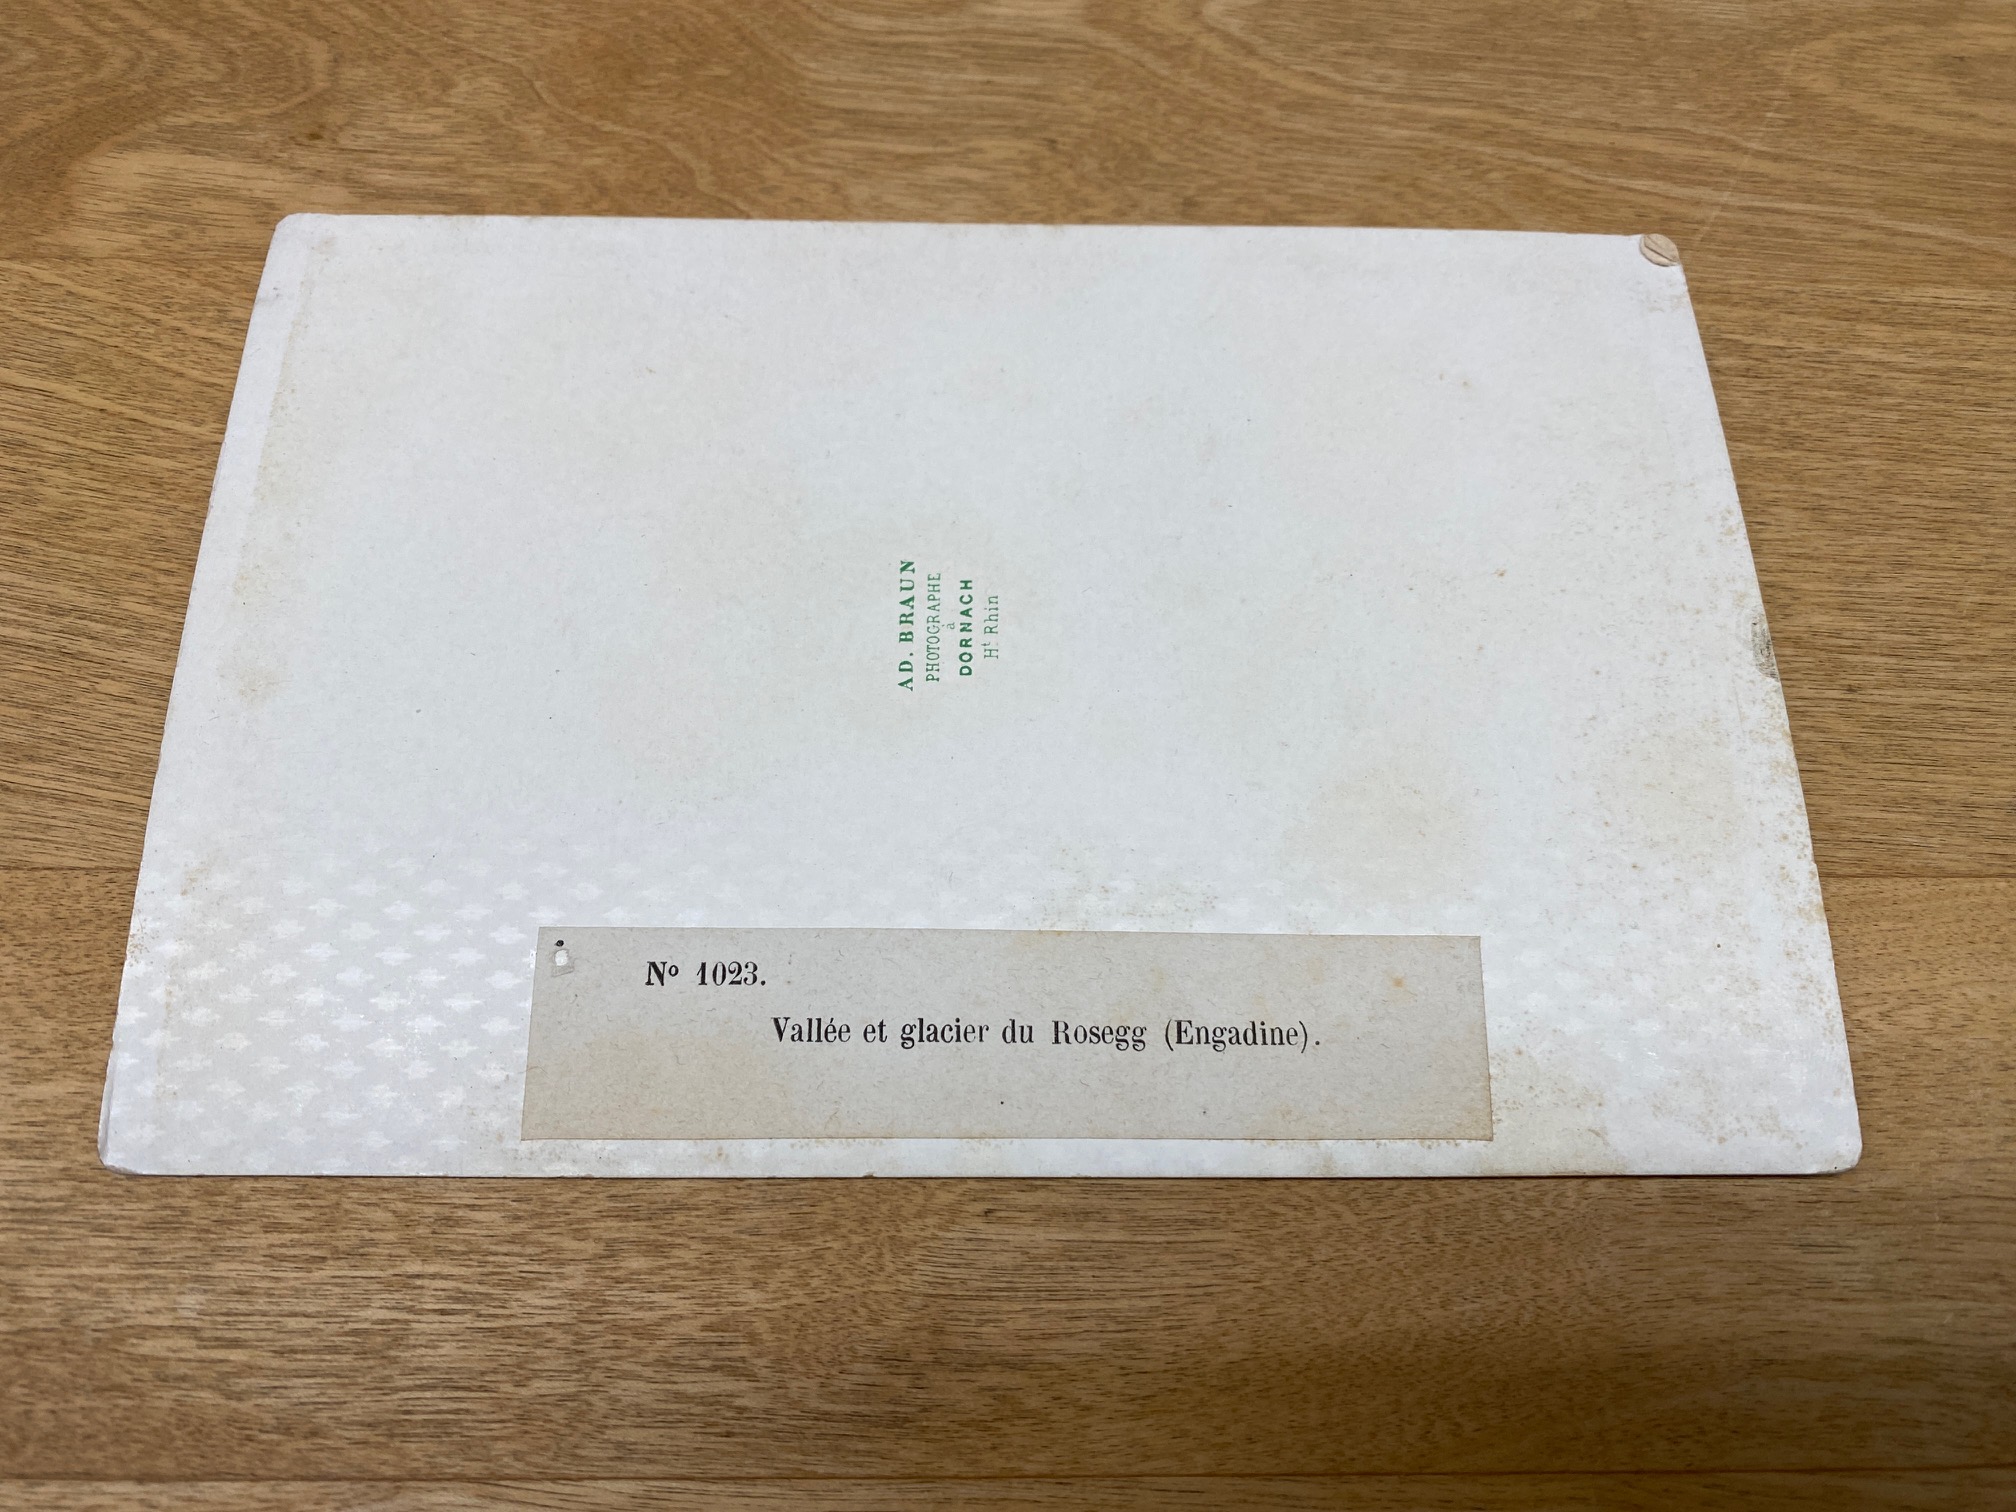 AD. BRAUN
PHOTOGRAPHE
à
DORNACH
Hᵗ Rhin
Nº 1023.
Vallée et glacier du Rosegg (Engadine).